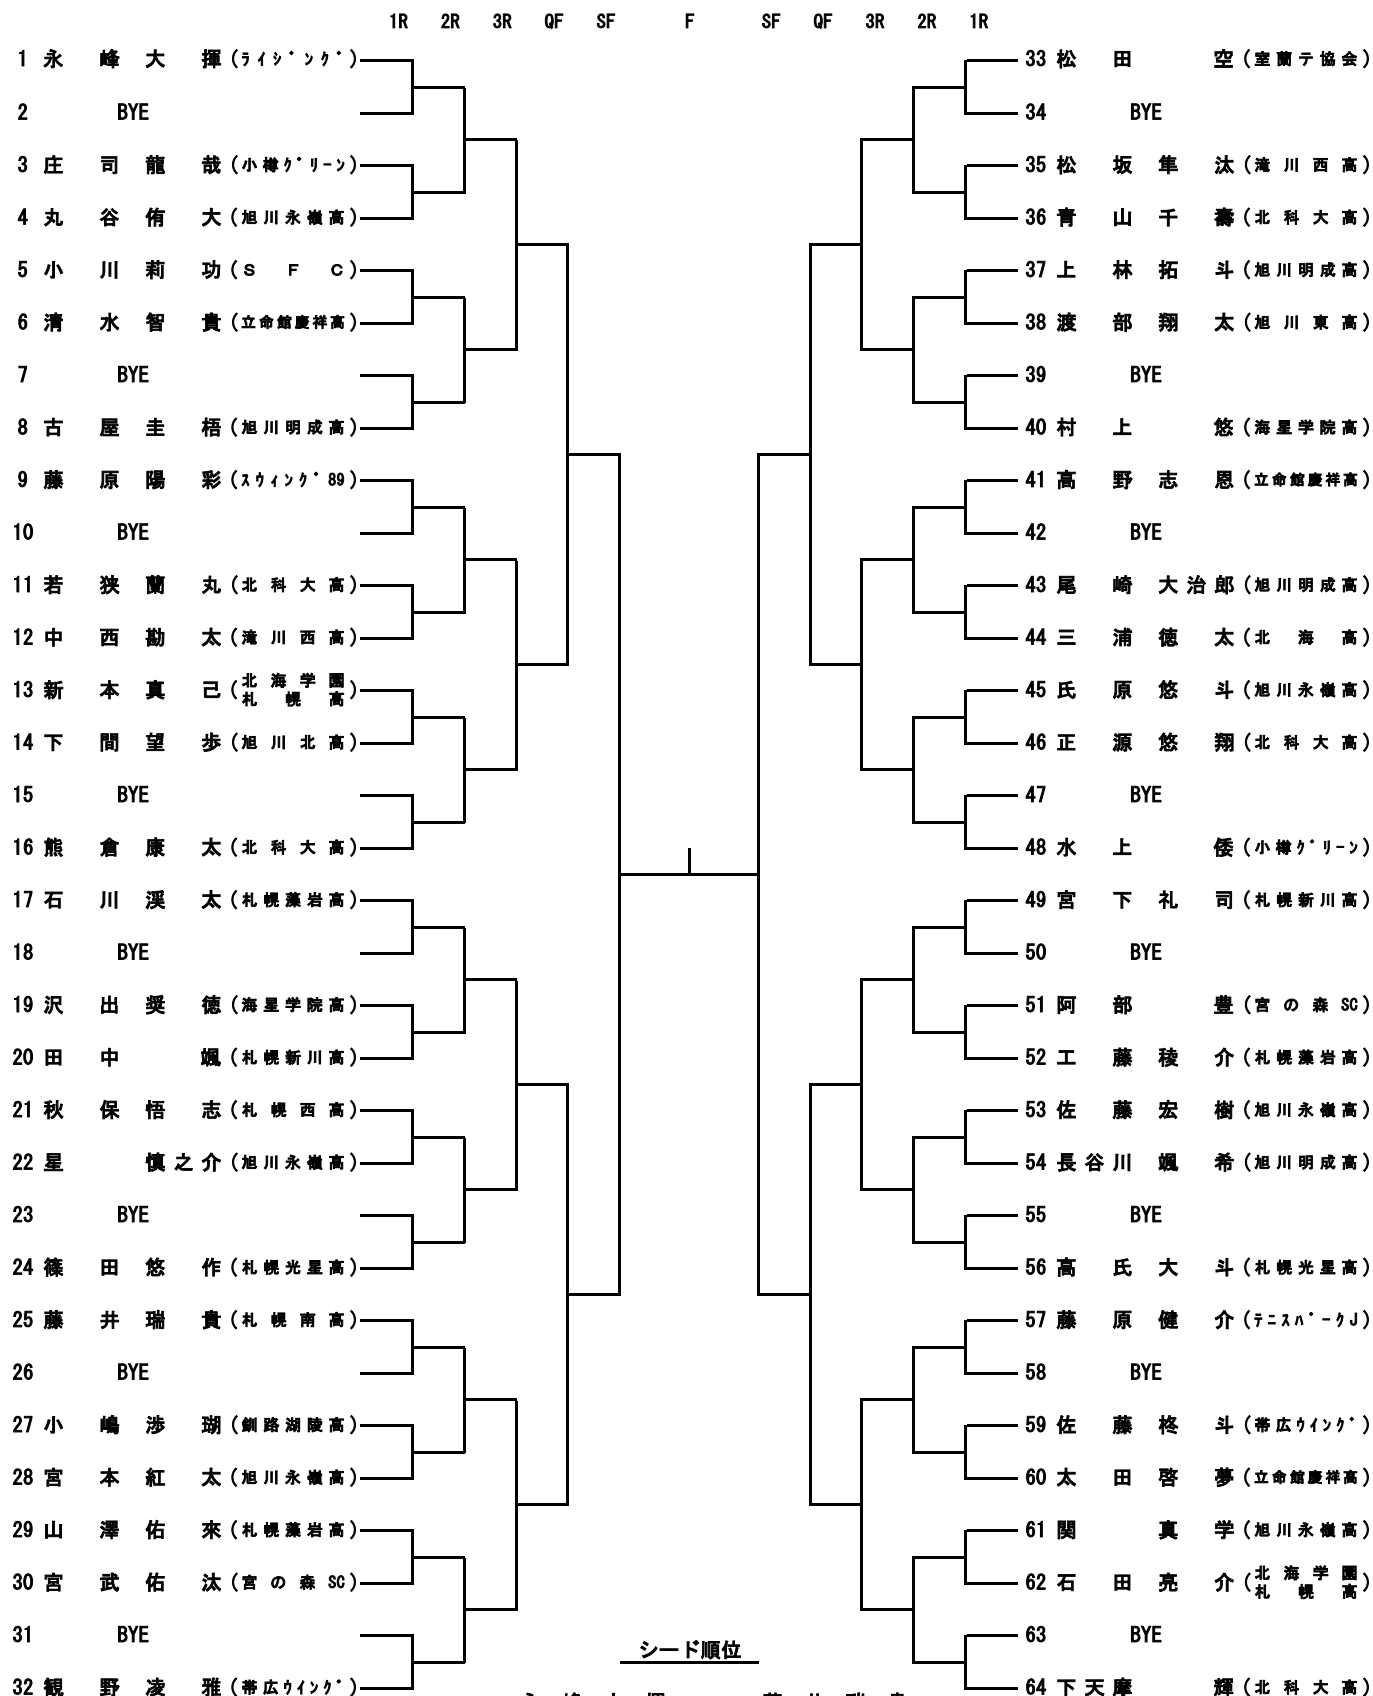 1R 2R 3R QF SF F SF QF 3R 2R 1R
1 永峰大揮 (ライジング)
2 BYE
3 庄司龍哉 (小樽グリーン)
4 丸谷侑大 (旭川永嶺高)
5 小川莉功 (SFC)
6 清水智貴 (立命館慶祥高)
7 BYE
8 古屋圭梧 (旭川明成高)
9 藤原陽彩 (スウィング89)
10 BYE
11 若狭蘭丸 (北科大高)
12 中西勘太 (滝川西高)
13 新本真己 (北海学園札幌高)
14 下間望歩 (旭川北高)
15 BYE
16 熊倉康太 (北科大高)
17 石川渓太 (札幌藻岩高)
18 BYE
19 沢出奨徳 (海星学院高)
20 田中颯 (札幌新川高)
21 秋保悟志 (札幌西高)
22 星慎之介 (旭川永嶺高)
23 BYE
24 篠田悠作 (札幌光星高)
25 藤井瑞貴 (札幌南高)
26 BYE
27 小嶋渉瑚 (釧路湖陵高)
28 宮本紅太 (旭川永嶺高)
29 山澤佑來 (札幌藻岩高)
30 宮武佑汰 (宮の森SC)
31 BYE
32 観野凌雅 (帯広ウイング)
33 松田空 (室蘭テ協会)
34 BYE
35 松坂隼汰 (滝川西高)
36 青山千壽 (北科大高)
37 上林拓斗 (旭川明成高)
38 渡部翔太 (旭川東高)
39 BYE
40 村上悠 (海星学院高)
41 高野志恩 (立命館慶祥高)
42 BYE
43 尾崎大治郎 (旭川明成高)
44 三浦徳太 (北海高)
45 氏原悠斗 (旭川永嶺高)
46 正源悠翔 (北科大高)
47 BYE
48 水上倭 (小樽グリーン)
49 宮下礼司 (札幌新川高)
50 BYE
51 阿部豊 (宮の森SC)
52 工藤稜介 (札幌藻岩高)
53 佐藤宏樹 (旭川永嶺高)
54 長谷川颯希 (旭川明成高)
55 BYE
56 高氏大斗 (札幌光星高)
57 藤原健介 (テニスパークJ)
58 BYE
59 佐藤柊斗 (帯広ウイング)
60 太田啓夢 (立命館慶祥高)
61 関真学 (旭川永嶺高)
62 石田亮介 (北海学園札幌高)
63 BYE
64 下天摩輝 (北科大高)
シード順位